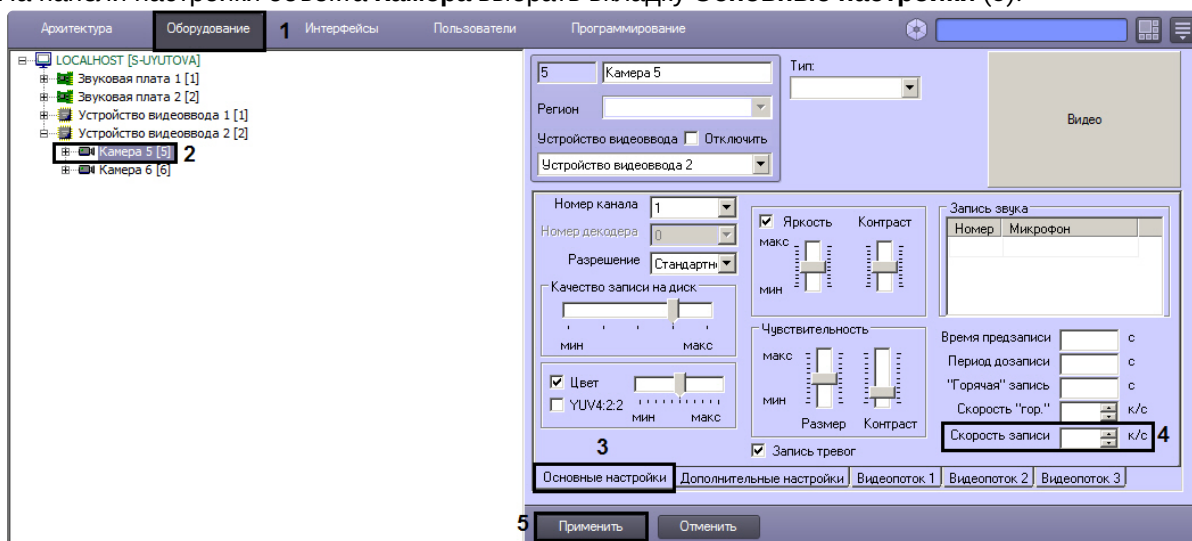 На панели настройки объекта Камера выбрать вкладку Основные настройки (3).
Архитектура Оборудование 1 Интерфейсы Пользователи Программирование
LOCALHOST [S-UYUTOVA]
Звуковая плата 1 [1]
Звуковая плата 2 [2]
Устройство видеоввода 1 [1]
Устройство видеоввода 2 [2]
Камера 5 [5] 2
Камера 6 [6]
5 Камера 5
Тип:
Регион
Устройство видеоввода Отключить
Устройство видеоввода 2
Видео
Номер канала 1
Номер декодера 0
Разрешение Стандартн
Качество записи на диск
мин макс
Цвет
YUV4:2:2
мин макс
3
Яркость Контраст
макс
мин
Чувствительность
макс
мин
Размер Контраст
Запись тревог
Запись звука
Номер Микрофон
Время предзаписи с
Период дозаписи с
"Горячая" запись с
Скорость "гор." к/с
Скорость записи к/с 4
Основные настройки Дополнительные настройки Видеопоток 1 Видеопоток 2 Видеопоток 3
5 Применить Отменить